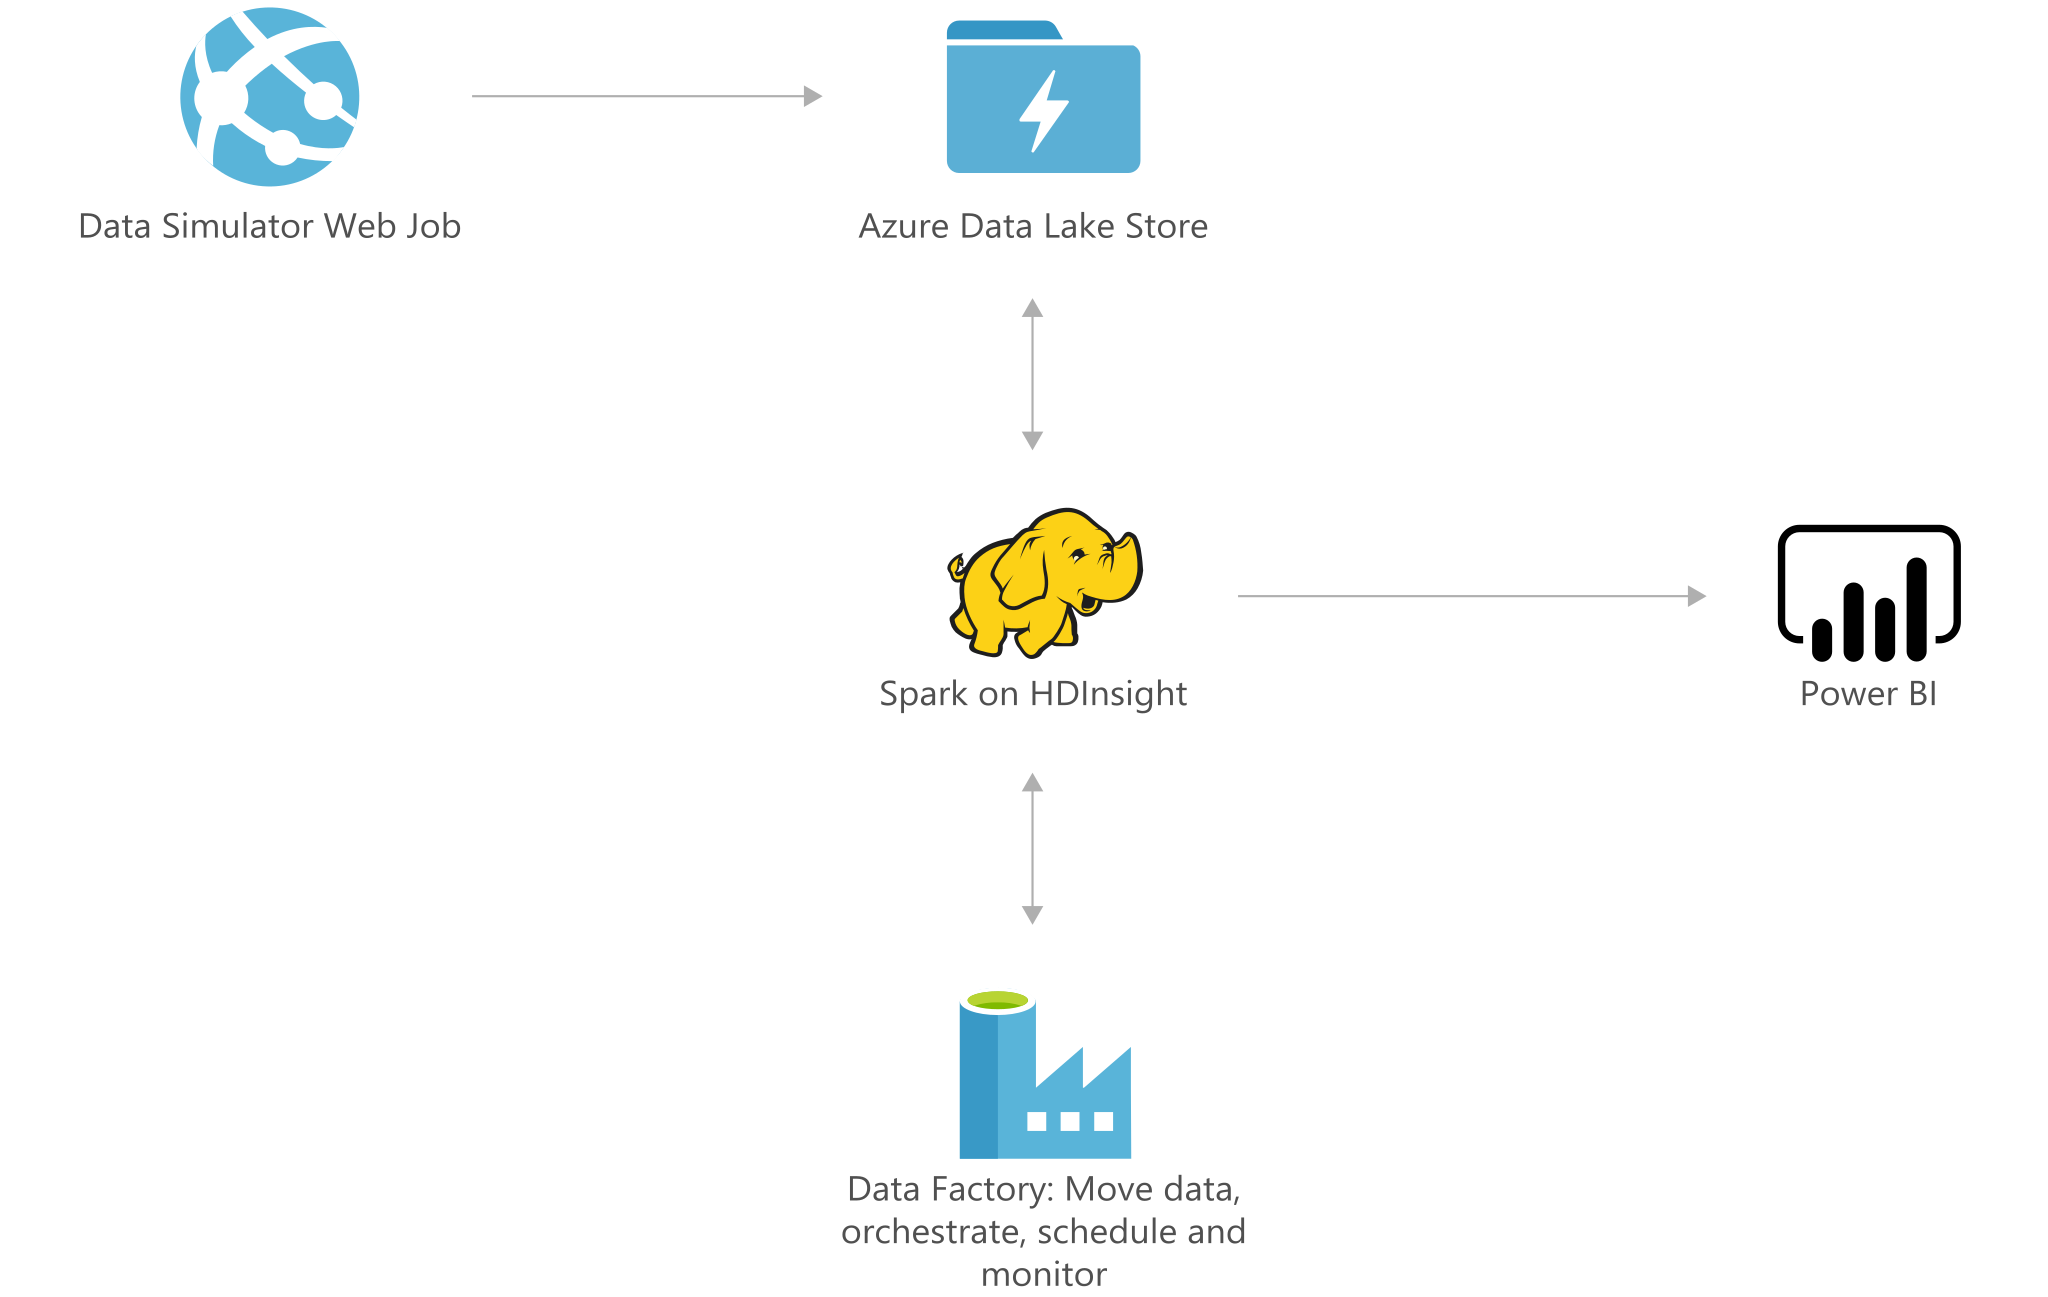 Data Simulator Web Job
Azure Data Lake Store
Spark on HDInsight
Power BI
Data Factory: Move data,
orchestrate, schedule and
monitor